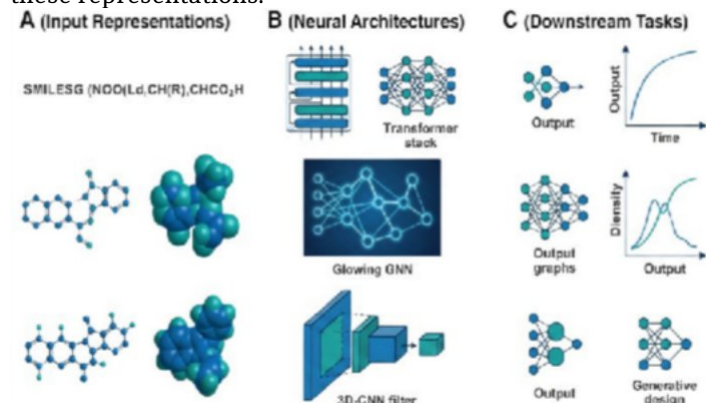 these representations.
A (Input Representations)
B (Neural Architectures)
C (Downstream Tasks)
SMILESG (NOO(Ld,CH(R),CHCO₂H
Transformer
stack
Output
Output
Time
Glowing GNN
Output
graphs
Diensity
Output
3D-CNN filter
Output
Generative
design